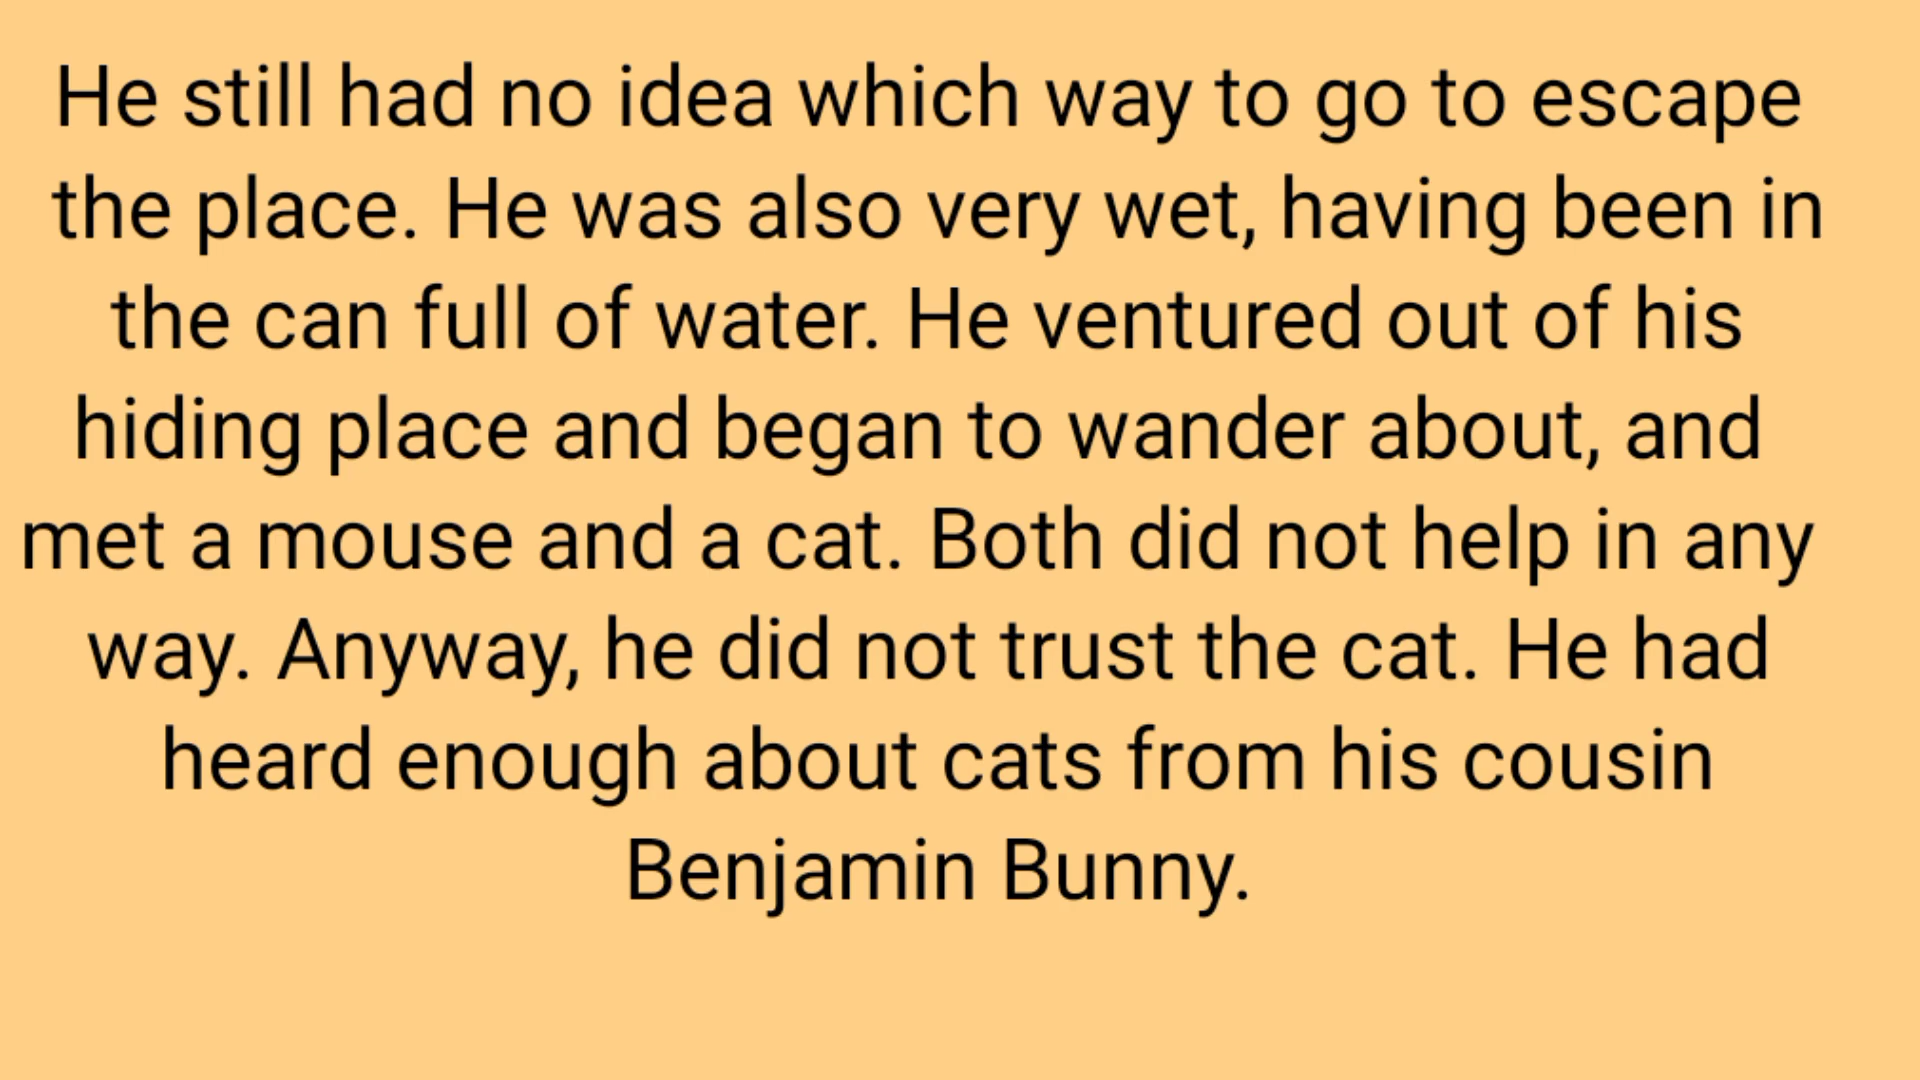 He still had no idea which way to go to escape
the place. He was also very wet, having been in
the can full of water. He ventured out of his
hiding place and began to wander about, and
met a mouse and a cat. Both did not help in any
way. Anyway, he did not trust the cat. He had
heard enough about cats from his cousin
Benjamin Bunny.